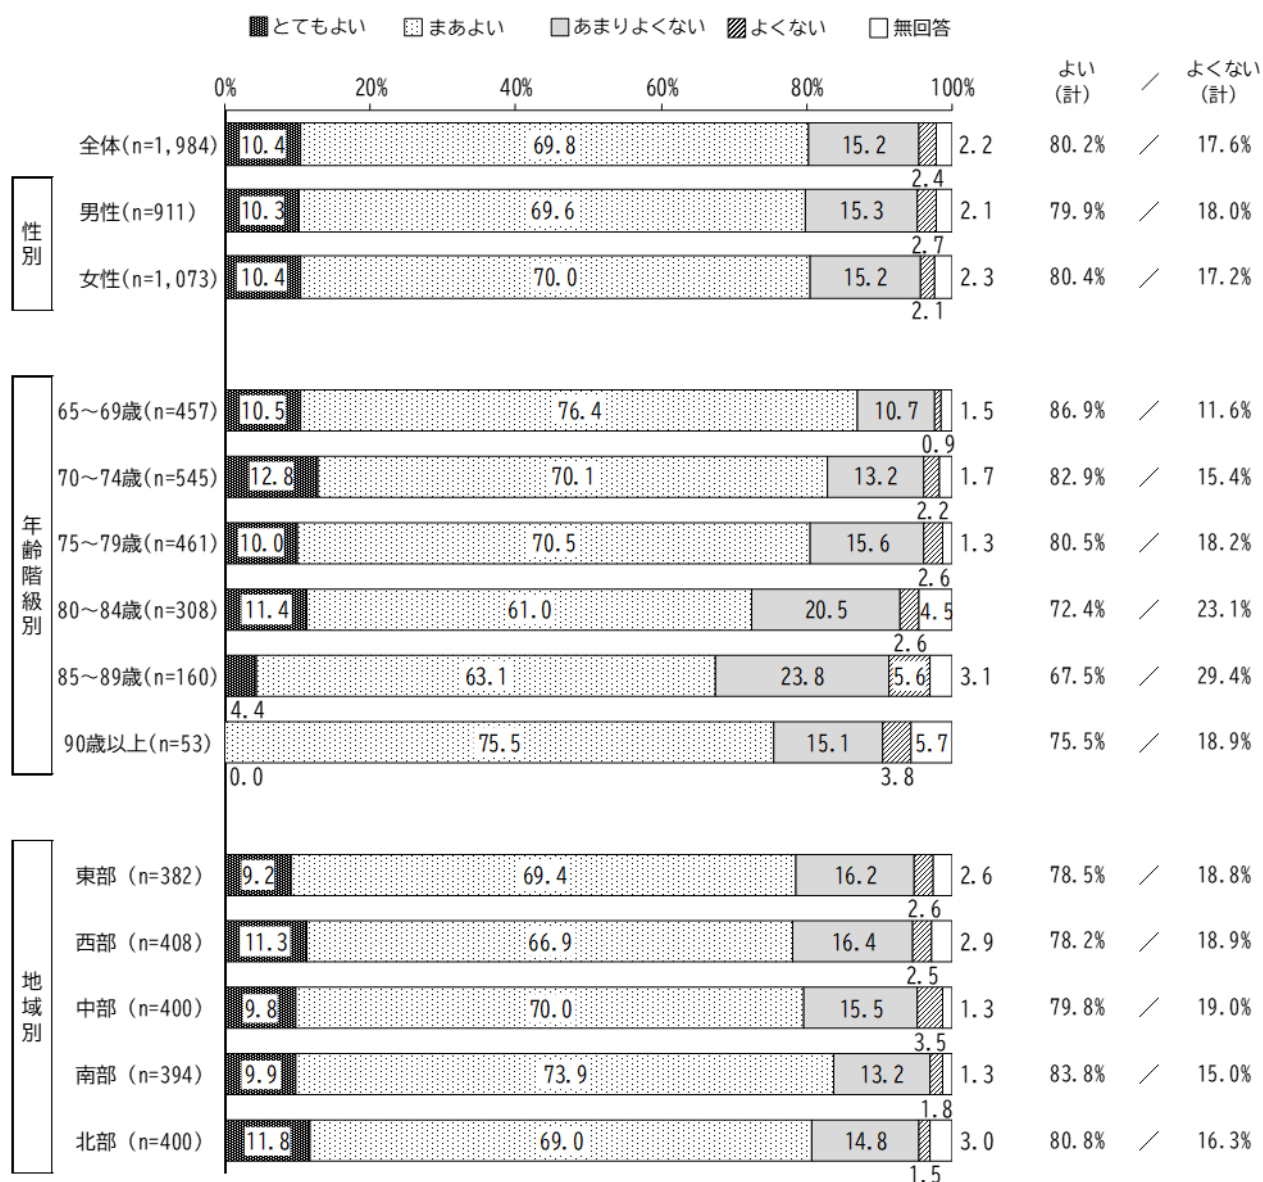 とてもよい まあよい あまりよくない よくない 無回答
0% 20% 40% 60% 80% 100% よい(計) ／ よくない(計)
全体(n=1,984) 10.4 69.8 15.2 2.4 2.2 80.2% ／ 17.6%
性別
男性(n=911) 10.3 69.6 15.3 2.7 2.1 79.9% ／ 18.0%
女性(n=1,073) 10.4 70.0 15.2 2.1 2.3 80.4% ／ 17.2%
年齢階級別
65～69歳(n=457) 10.5 76.4 10.7 0.9 1.5 86.9% ／ 11.6%
70～74歳(n=545) 12.8 70.1 13.2 2.2 1.7 82.9% ／ 15.4%
75～79歳(n=461) 10.0 70.5 15.6 2.6 1.3 80.5% ／ 18.2%
80～84歳(n=308) 11.4 61.0 20.5 2.6 4.5 72.4% ／ 23.1%
85～89歳(n=160) 4.4 63.1 23.8 5.6 3.1 67.5% ／ 29.4%
90歳以上(n=53) 0.0 75.5 15.1 3.8 5.7 75.5% ／ 18.9%
地域別
東部 (n=382) 9.2 69.4 16.2 2.6 2.6 78.5% ／ 18.8%
西部 (n=408) 11.3 66.9 16.4 2.5 2.9 78.2% ／ 18.9%
中部 (n=400) 9.8 70.0 15.5 3.5 1.3 79.8% ／ 19.0%
南部 (n=394) 9.9 73.9 13.2 1.8 1.3 83.8% ／ 15.0%
北部 (n=400) 11.8 69.0 14.8 1.5 3.0 80.8% ／ 16.3%